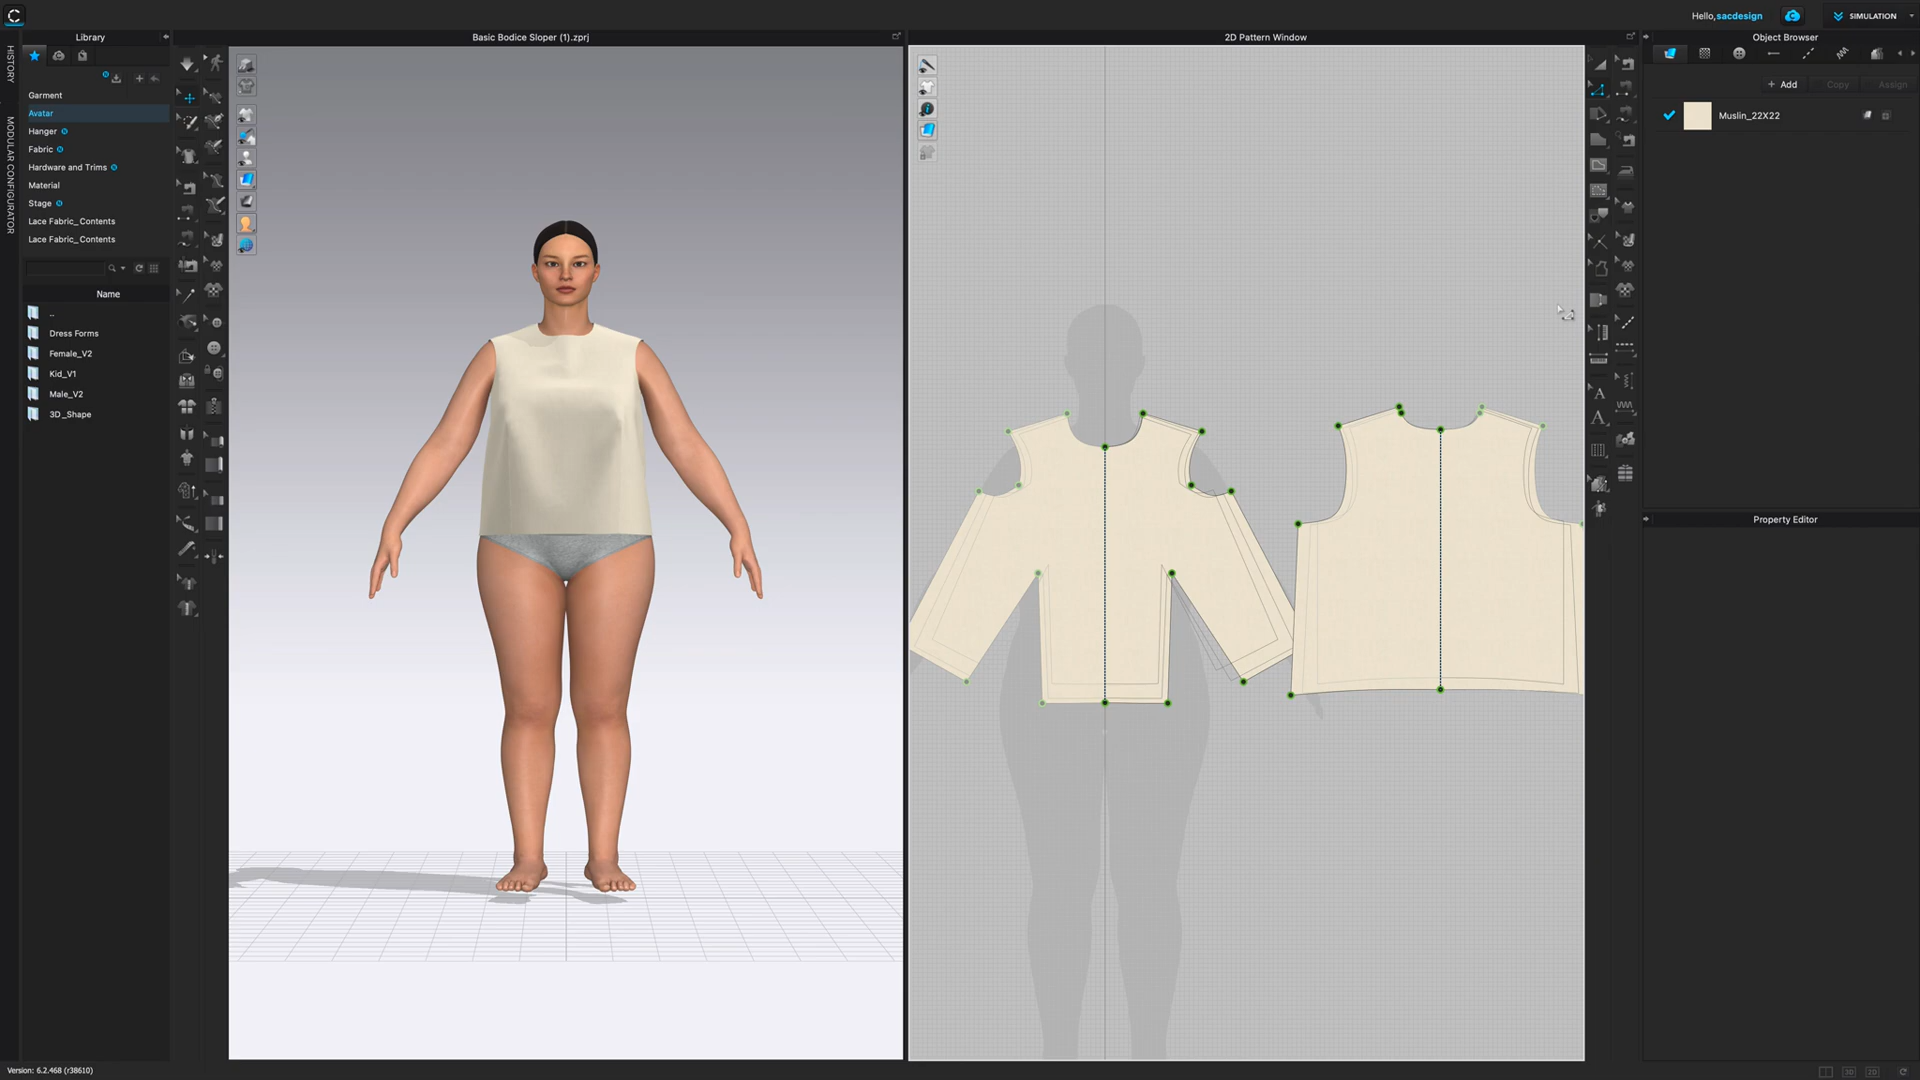 Hello, sacdesign
SIMULATION
Library
Basic Bodice Sloper (1).zprj
2D Pattern Window
Object Browser
HISTORY
MODULAR CONFIGURATOR
Garment
Avatar
Hanger
Fabric
Hardware and Trims
Material
Stage
Lace Fabric_Contents
Lace Fabric_Contents
Name
..
Dress Forms
Female_V2
Kid_V1
Male_V2
3D_Shape
+ Add
Copy
Assign
Muslin_22X22
Property Editor
Version: 6.2.468 (r38610)
3D
2D